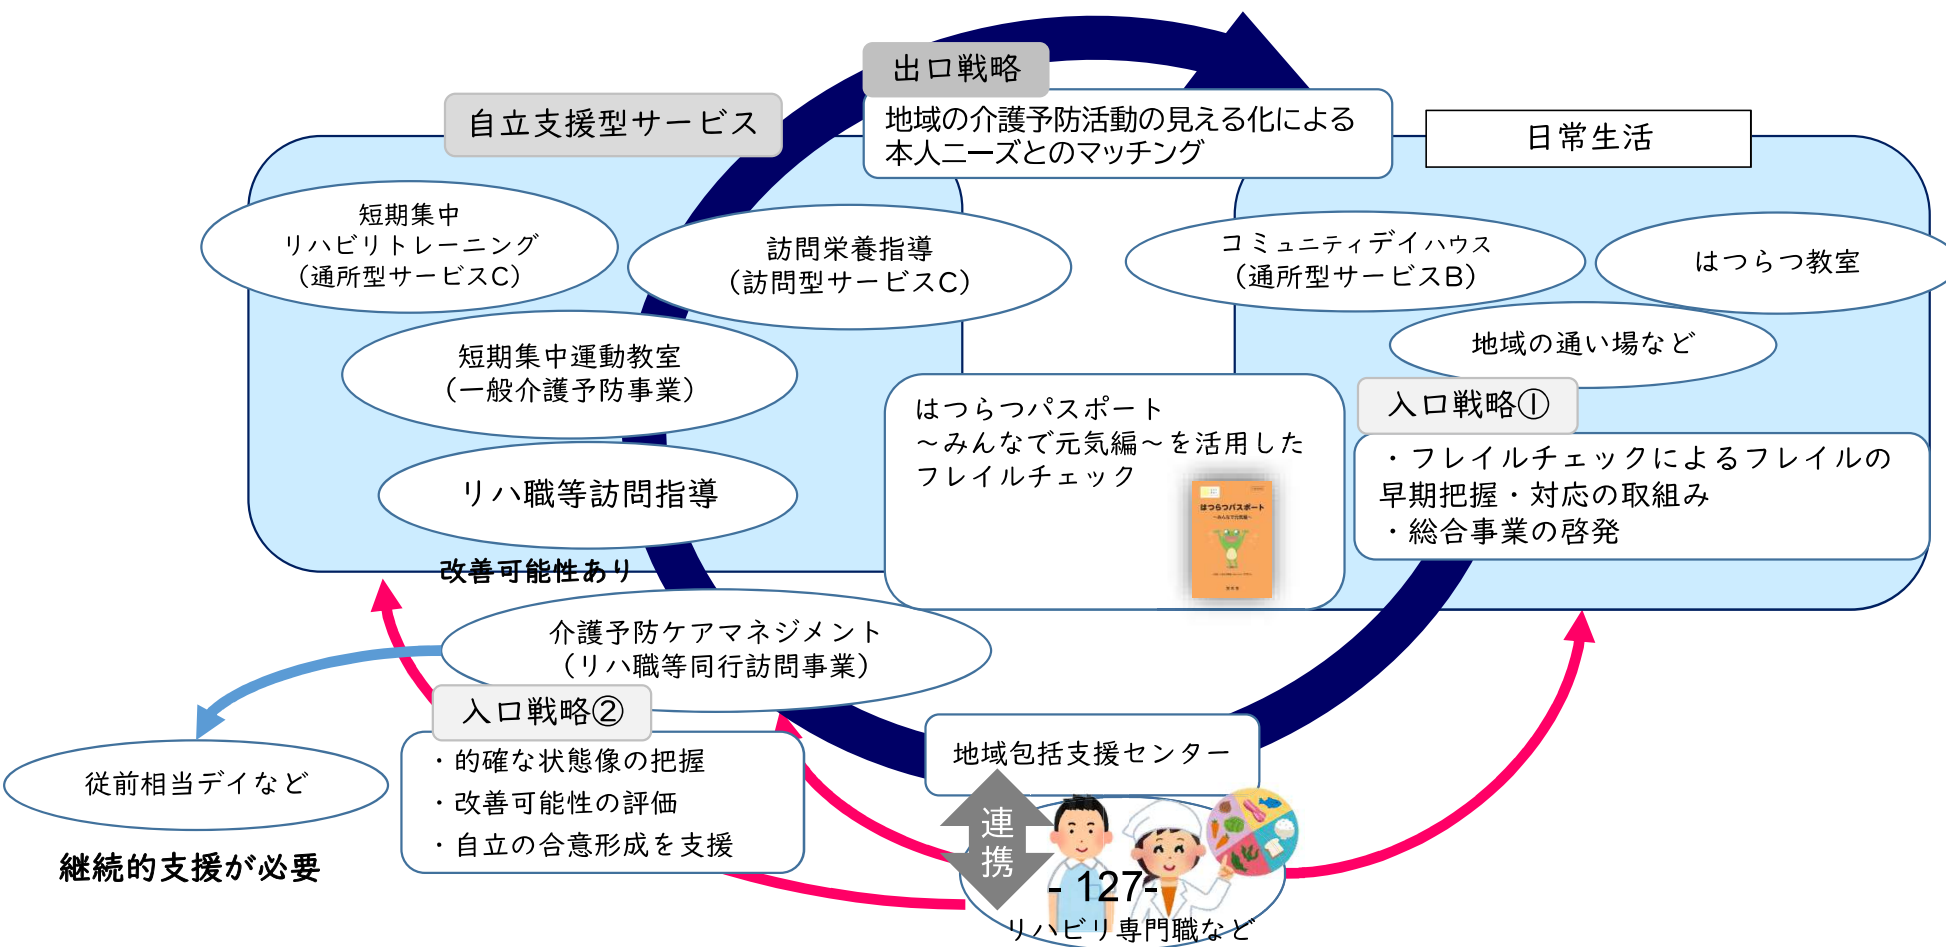 出口戦略
地域の介護予防活動の見える化による
本人ニーズとのマッチング
自立支援型サービス
短期集中
リハビリトレーニング
（通所型サービスC）
訪問栄養指導
（訪問型サービスC）
短期集中運動教室
（一般介護予防事業）
リハ職等訪問指導
日常生活
コミュニティデイハウス
（通所型サービスB）
はつらつ教室
地域の通い場など
はつらつパスポート
～みんなで元気編～を活用した
フレイルチェック
はつらつパスポート
～みんなで元気編～
入口戦略①
・フレイルチェックによるフレイルの
早期把握・対応の取組み
・総合事業の啓発
改善可能性あり
介護予防ケアマネジメント
（リハ職等同行訪問事業）
入口戦略②
・的確な状態像の把握
・改善可能性の評価
・自立の合意形成を支援
従前相当デイなど
継続的支援が必要
地域包括支援センター
連
携
- 127-
リハビリ専門職など